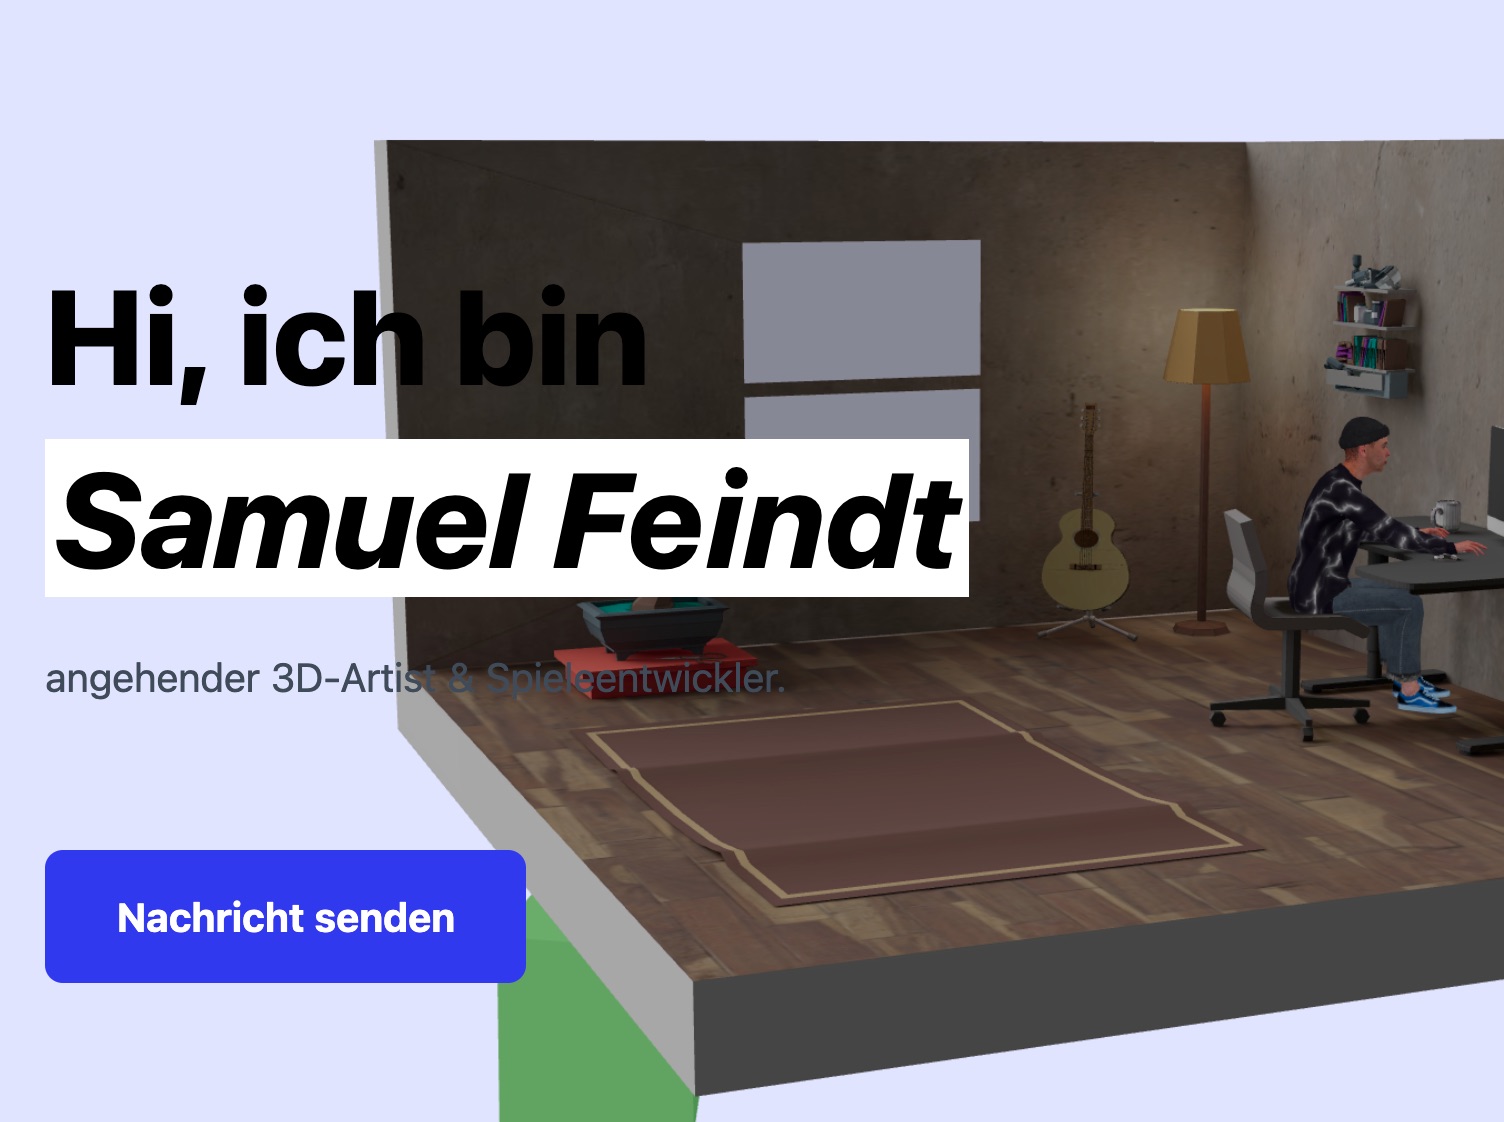 Hi, ich bin
Samuel Feindt
angehender 3D-Artist & Spieleentwickler.
Nachricht senden